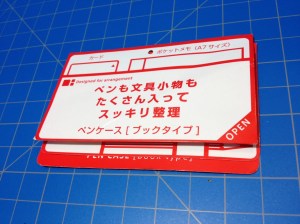 カード
ポケットメモ(A7サイズ)
Designed for arrangement
ペンも文具小物も
たくさん入って
スッキリ整理
ペンケース[ブックタイプ]
OPEN